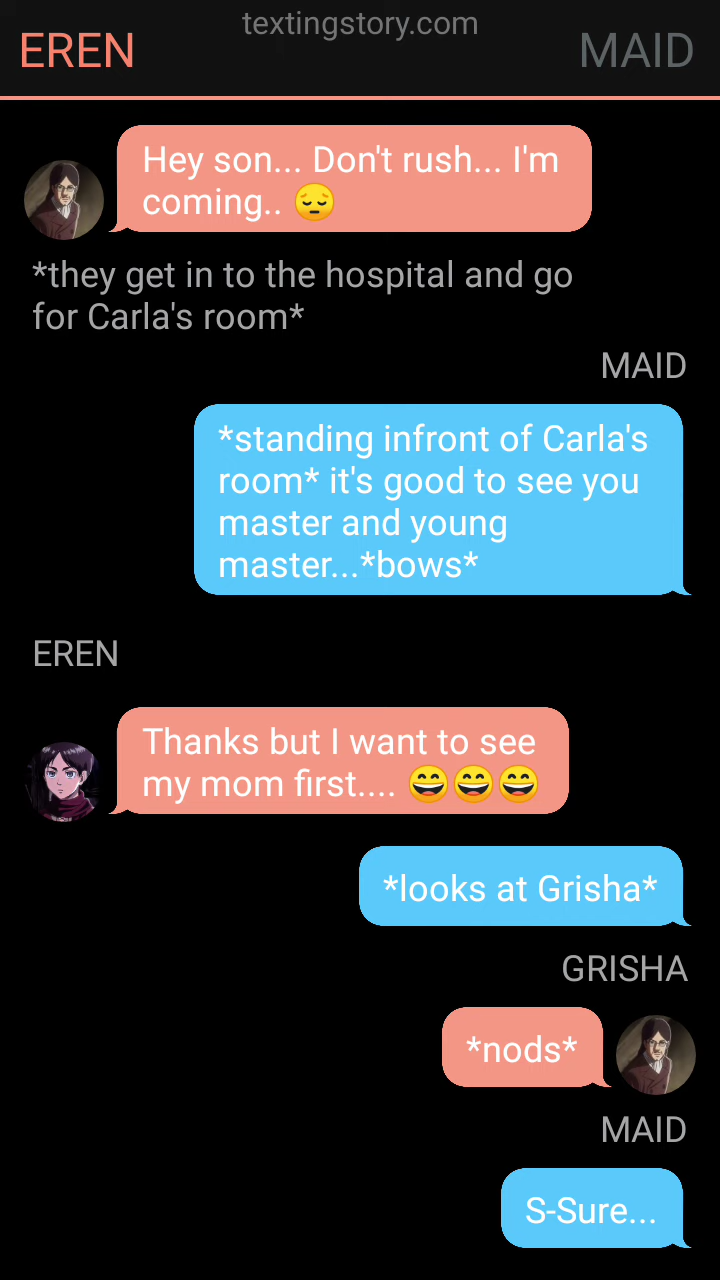 textingstory.com
EREN
MAID
Hey son... Don't rush... I'm
coming.. 😔
*they get in to the hospital and go
for Carla's room*
MAID
*standing infront of Carla's
room* it's good to see you
master and young
master...*bows*
EREN
Thanks but I want to see
my mom first.... 😄😄😄
*looks at Grisha*
GRISHA
*nods*
MAID
S-Sure...